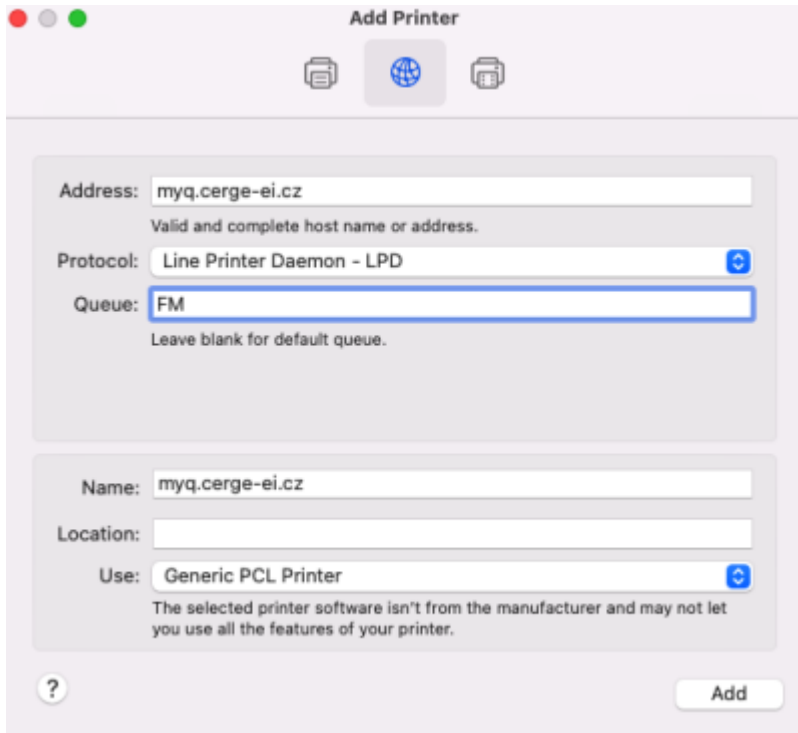 Add Printer
Address: myq.cerge-ei.cz
Valid and complete host name or address.
Protocol: Line Printer Daemon - LPD
Queue: FM
Leave blank for default queue.
Name: myq.cerge-ei.cz
Location:
Use: Generic PCL Printer
The selected printer software isn't from the manufacturer and may not let
you use all the features of your printer.
?
Add